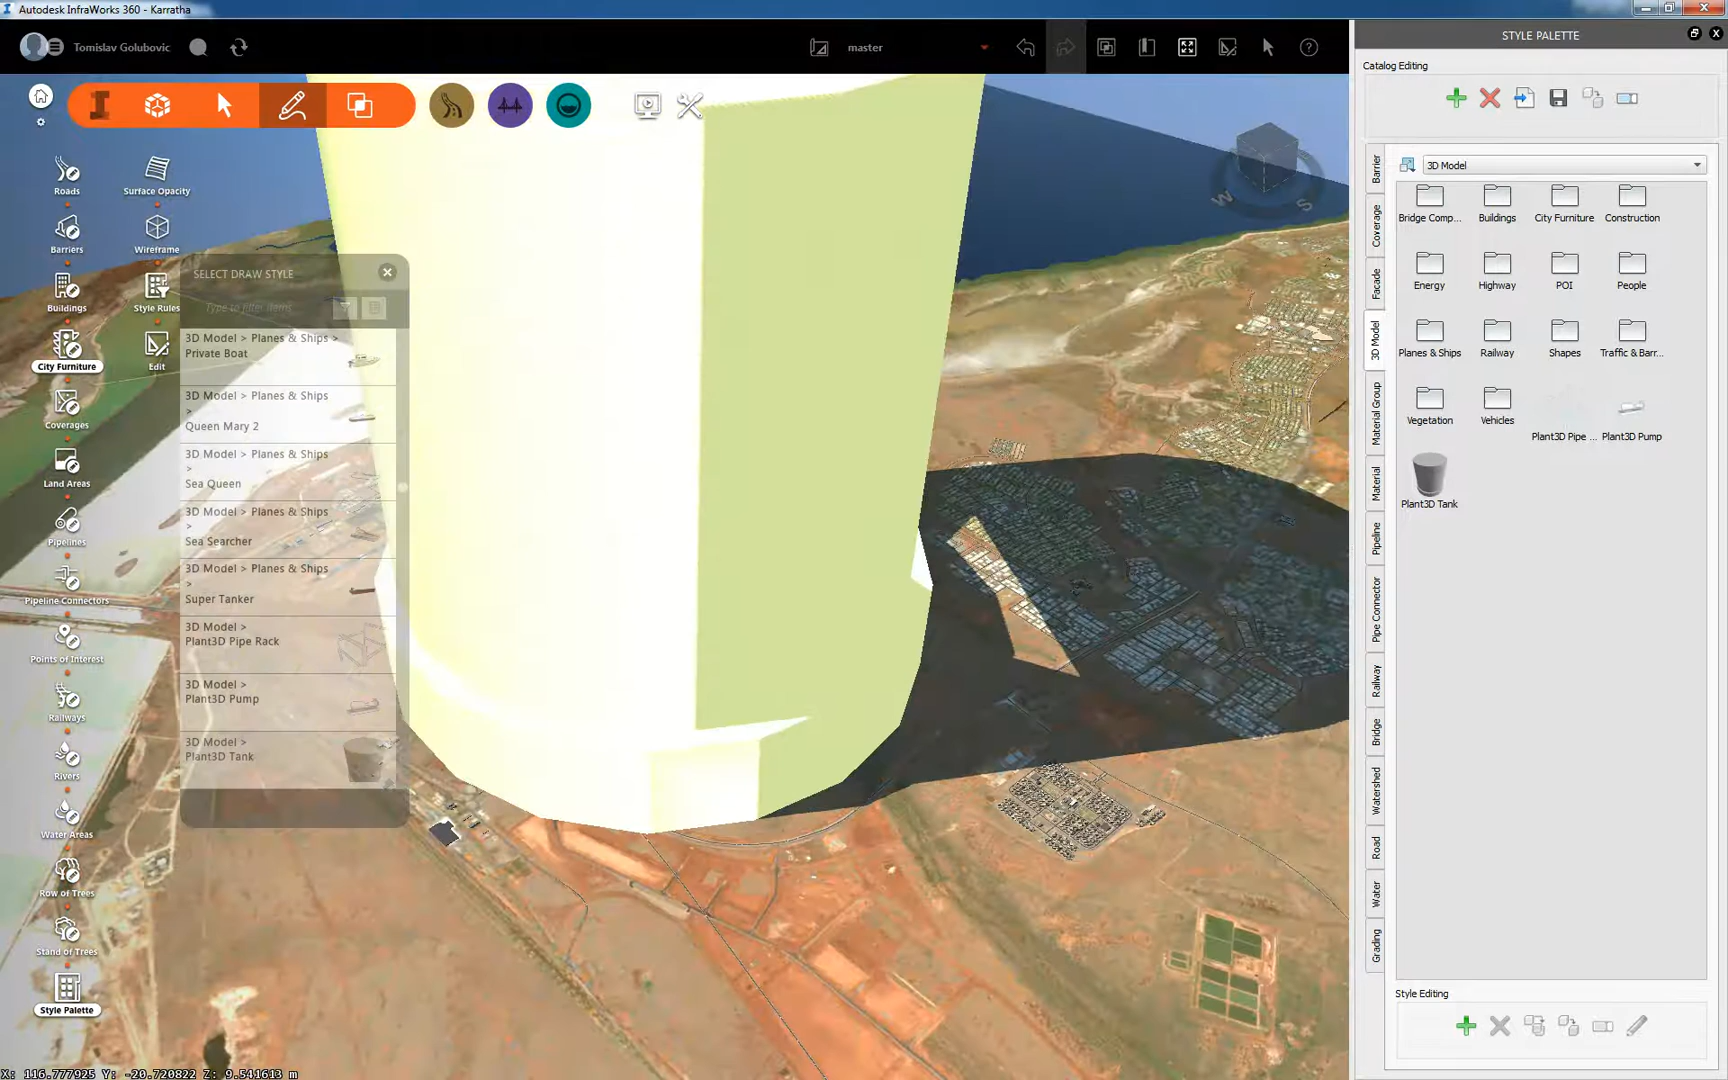 Autodesk InfraWorks 360 - Karratha
Tomislav Golubovic
master
Roads
Barriers
Buildings
City Furniture
Coverages
Land Areas
Pipelines
Pipeline Connectors
Points of Interest
Railways
Rivers
Water Areas
Row of Trees
Stand of Trees
Style Palette
Surface Opacity
Wireframe
Style Rules
Edit
SELECT DRAW STYLE
Type to filter items
3D Model > Planes & Ships >
Private Boat
3D Model > Planes & Ships
>
Queen Mary 2
3D Model > Planes & Ships
>
Sea Queen
3D Model > Planes & Ships
>
Sea Searcher
3D Model > Planes & Ships
>
Super Tanker
3D Model >
Plant3D Pipe Rack
3D Model >
Plant3D Pump
3D Model >
Plant3D Tank
W
S
X: 116.777925 Y: -20.720822 Z: 9.541613 m
STYLE PALETTE
Catalog Editing
Barrier
Coverage
Facade
3D Model
Material Group
Material
Pipeline
Pipe Connector
Railway
Bridge
Watershed
Road
Water
Grading
3D Model
Bridge Comp... Buildings City Furniture Construction
Energy Highway POI People
Planes & Ships Railway Shapes Traffic & Barr...
Vegetation Vehicles Plant3D Pipe ... Plant3D Pump
Plant3D Tank
Style Editing